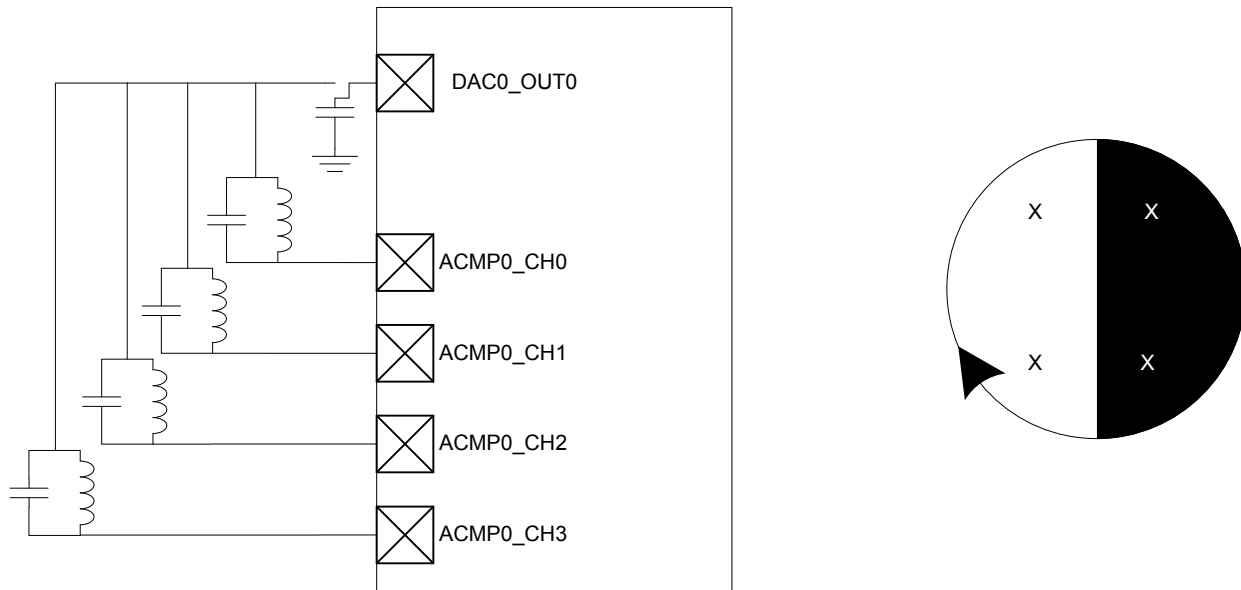 DAC0_OUT0
X X
ACMP0_CH0
ACMP0_CH1
X X
ACMP0_CH2
ACMP0_CH3